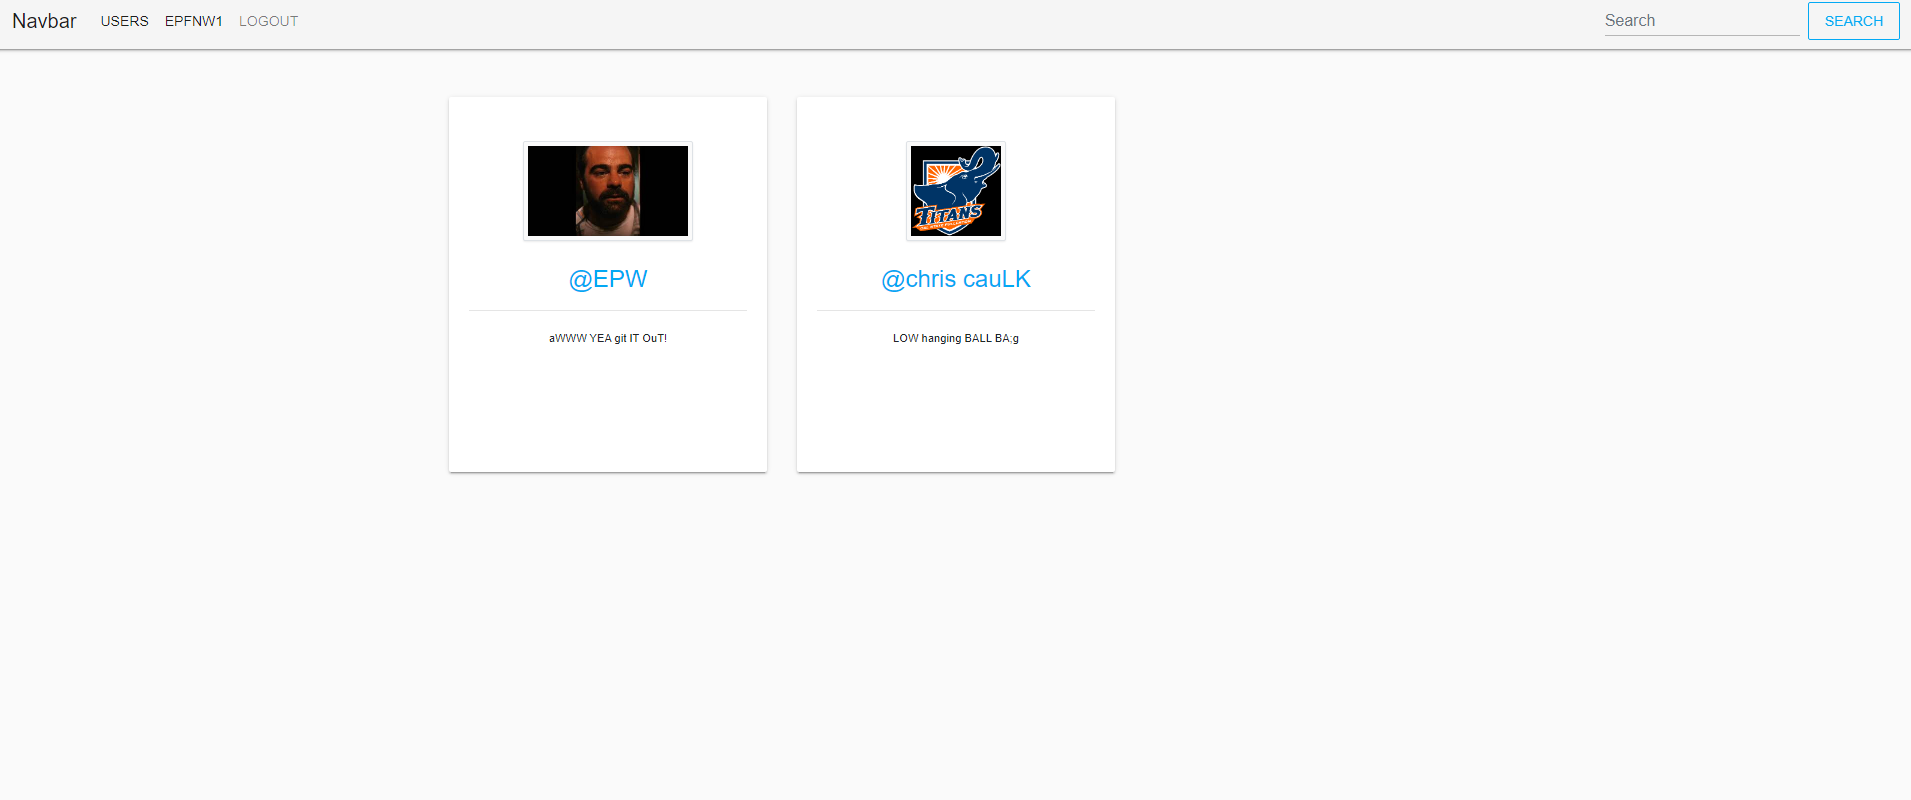 Navbar USERS EPFNW1 LOGOUT Search SEARCH
TITANS
@EPW
@chris cauLK
aWWW YEA git IT OuT!
LOW hanging BALL BA;g